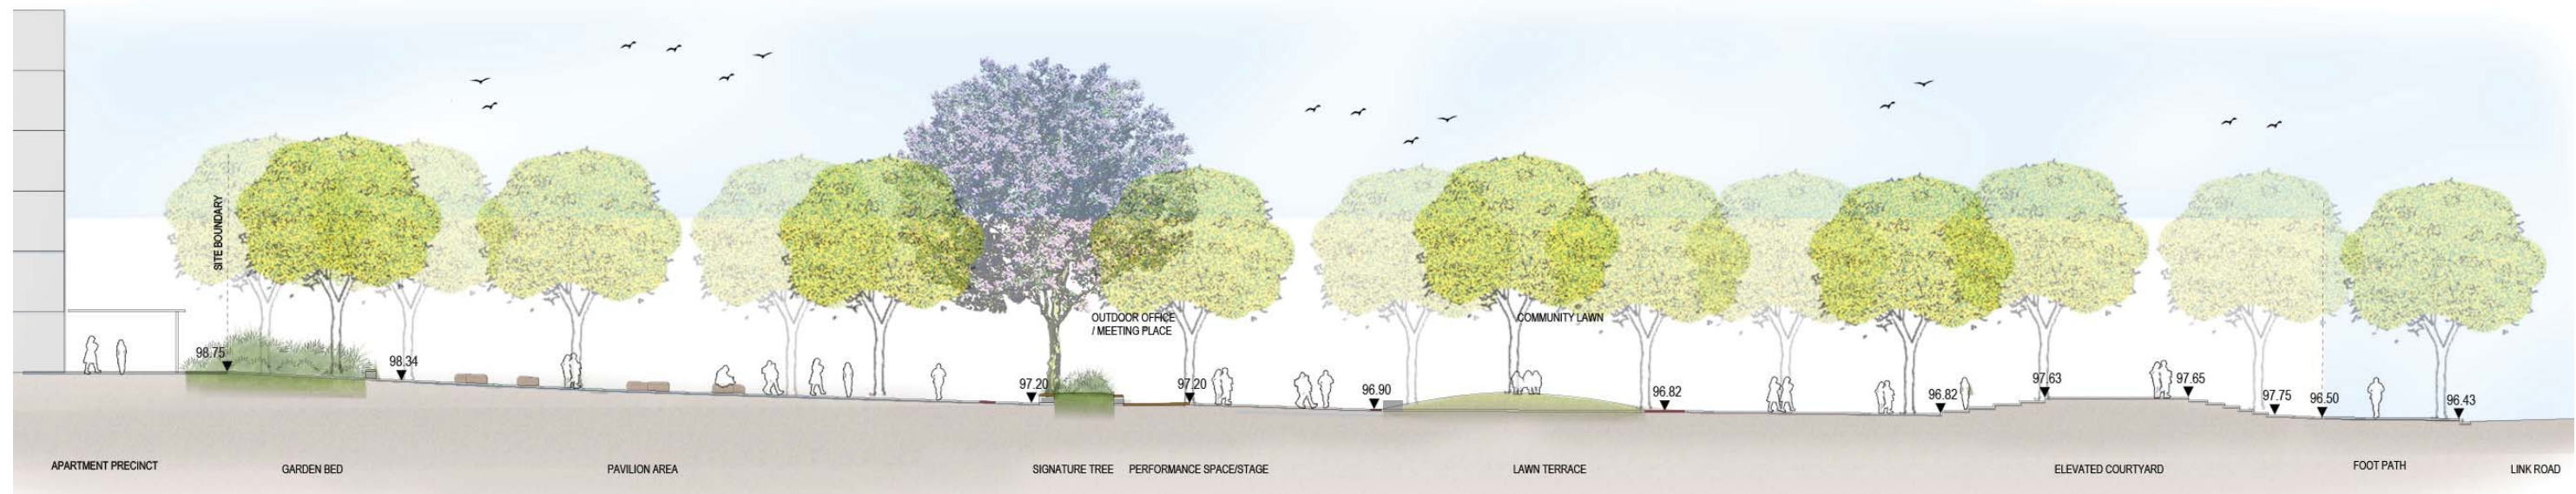 SITE BOUNDARY
98.75
98.34
97.20
OUTDOOR OFFICE
/ MEETING PLACE
97.20
96.90
COMMUNITY LAWN
96.82
96.82
97.63
97.65
97.75
96.50
96.43
APARTMENT PRECINCT
GARDEN BED
PAVILION AREA
SIGNATURE TREE
PERFORMANCE SPACE/STAGE
LAWN TERRACE
ELEVATED COURTYARD
FOOT PATH
LINK ROAD